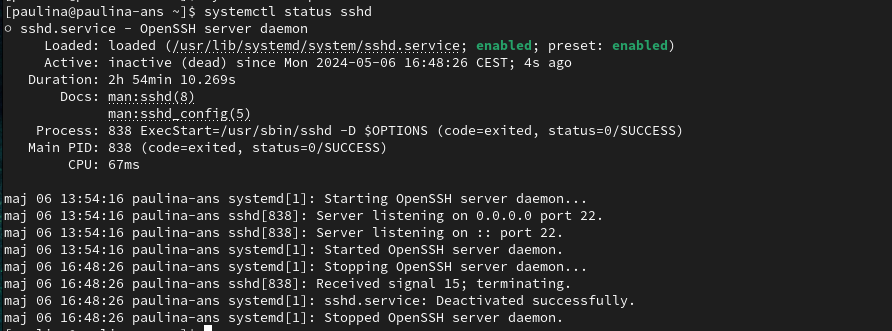 [paulina@paulina-ans ~]$ systemctl status sshd
○ sshd.service - OpenSSH server daemon
Loaded: loaded (/usr/lib/systemd/system/sshd.service; enabled; preset: enabled)
Active: inactive (dead) since Mon 2024-05-06 16:48:26 CEST; 4s ago
Duration: 2h 54min 10.269s
Docs: man:sshd(8)
man:sshd_config(5)
Process: 838 ExecStart=/usr/sbin/sshd -D $OPTIONS (code=exited, status=0/SUCCESS)
Main PID: 838 (code=exited, status=0/SUCCESS)
CPU: 67ms
maj 06 13:54:16 paulina-ans systemd[1]: Starting OpenSSH server daemon...
maj 06 13:54:16 paulina-ans sshd[838]: Server listening on 0.0.0.0 port 22.
maj 06 13:54:16 paulina-ans sshd[838]: Server listening on :: port 22.
maj 06 13:54:16 paulina-ans systemd[1]: Started OpenSSH server daemon.
maj 06 16:48:26 paulina-ans systemd[1]: Stopping OpenSSH server daemon...
maj 06 16:48:26 paulina-ans sshd[838]: Received signal 15; terminating.
maj 06 16:48:26 paulina-ans systemd[1]: sshd.service: Deactivated successfully.
maj 06 16:48:26 paulina-ans systemd[1]: Stopped OpenSSH server daemon.